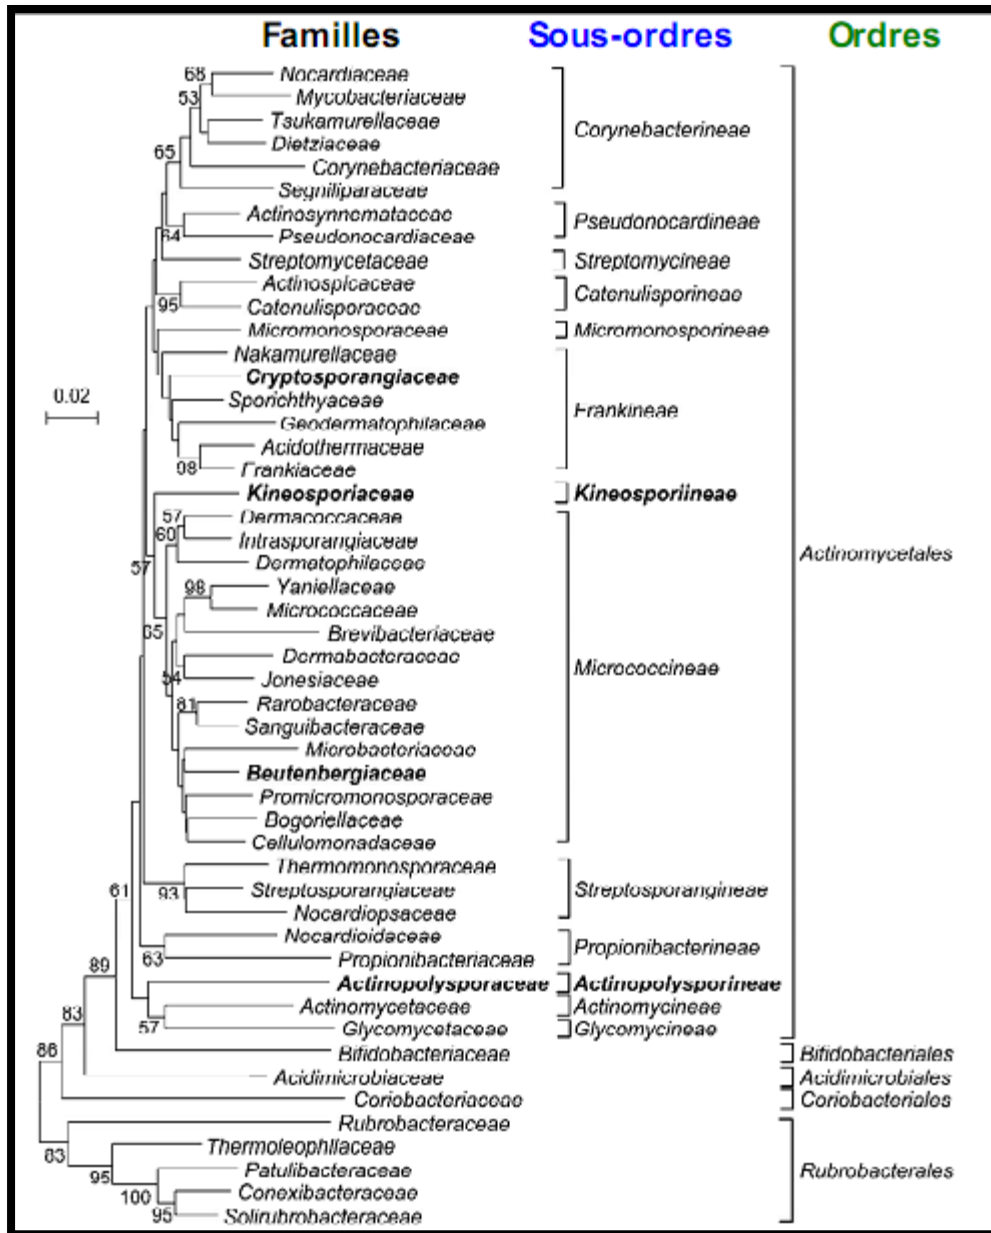 Familles Sous-ordres Ordres
68 Nocardiaceae
53 Mycobacteriaceae
Tsukamurellaceae
Dietziaceae Corynebacterineae
65 Corynebacteriaceae
Segniliparaceae
Actinosynnemataceae
64 Pseudonocardiaceae Pseudonocardineae
Streptomycetaceae Streptomycineae
Actinospicaceae
95 Catenulisporaceae Catenulisporineae
Micromonosporaceae Micromonosporineae
Nakamurellaceae
Cryptosporangiaceae
0.02 Sporichthyaceae
Geodermatophilaceae Frankineae
Acidothermaceae
98 Frankiaceae
Kineosporiaceae Kineosporiineae
57 Dermacoccaceae
60 Intrasporangiaceae
57 Dermatophilaceae Actinomycetales
98 Yaniellaceae
Micrococcaceae
65 Brevibacteriaceae
Dermabacteraceae
54 Jonesiaceae Micrococcineae
81 Rarobacteraceae
Sanguibacteraceae
Microbacteriaceae
Beutenbergiaceae
Promicromonosporaceae
Bogoriellaceae
Cellulomonadaceae
Thermomonosporaceae
61 93 Streptosporangiaceae Streptosporangineae
Nocardiopsaceae
Nocardioidaceae
63 Propionibacteriaceae Propionibacterineae
89 Actinopolysporaceae Actinopolysporineae
Actinomycetaceae Actinomycineae
83 57 Glycomycetaceae Glycomycineae
86 Bifidobacteriaceae Bifidobacteriales
Acidimicrobiaceae Acidimicrobiales
Coriobacteriaceae Coriobacteriales
Rubrobacteraceae
83 Thermoleophilaceae
95 Patulibacteraceae Rubrobacterales
100 Conexibacteraceae
95 Solirubrobacteraceae